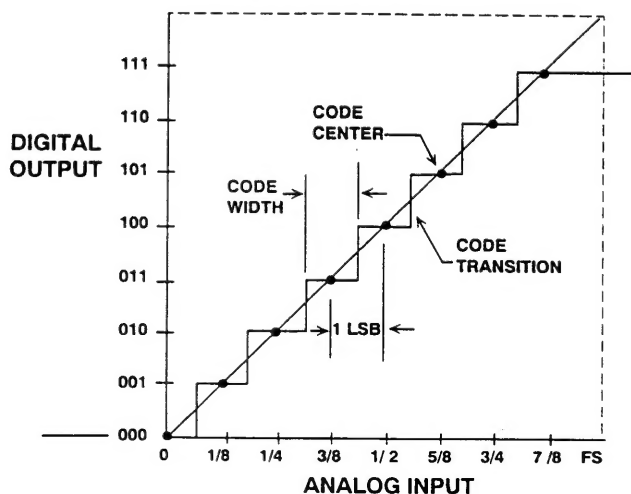 111
110
101
100
011
010
001
000
DIGITAL
OUTPUT
CODE
CENTER
CODE
WIDTH
CODE
TRANSITION
1 LSB
0 1/8 1/4 3/8 1/2 5/8 3/4 7/8 FS
ANALOG INPUT